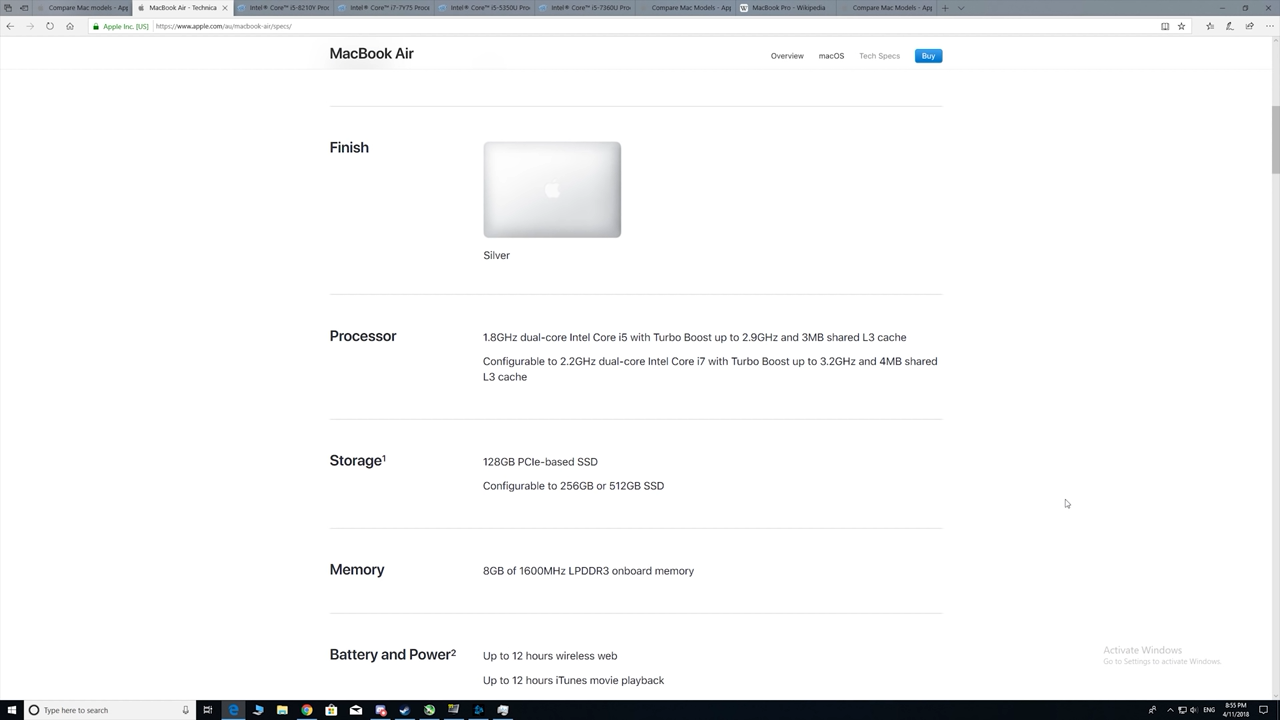 Compare Mac models - App
MacBook Air - Technica
Intel® Core™ i5-8210Y Proc
Intel® Core™ i7-7Y75 Proce
Intel® Core™ i5-5350U Proc
Intel® Core™ i5-7360U Proc
Compare Mac Models - App
MacBook Pro - Wikipedia
Compare Mac Models - App
Apple Inc. [US]
https://www.apple.com/au/macbook-air/specs/
MacBook Air
Overview
macOS
Tech Specs
Buy
Finish
Silver
Processor
1.8GHz dual-core Intel Core i5 with Turbo Boost up to 2.9GHz and 3MB shared L3 cache
Configurable to 2.2GHz dual-core Intel Core i7 with Turbo Boost up to 3.2GHz and 4MB shared
L3 cache
Storage¹
128GB PCIe-based SSD
Configurable to 256GB or 512GB SSD
Memory
8GB of 1600MHz LPDDR3 onboard memory
Battery and Power²
Up to 12 hours wireless web
Up to 12 hours iTunes movie playback
Activate Windows
Go to Settings to activate Windows.
Type here to search
ENG
8:55 PM
4/11/2018